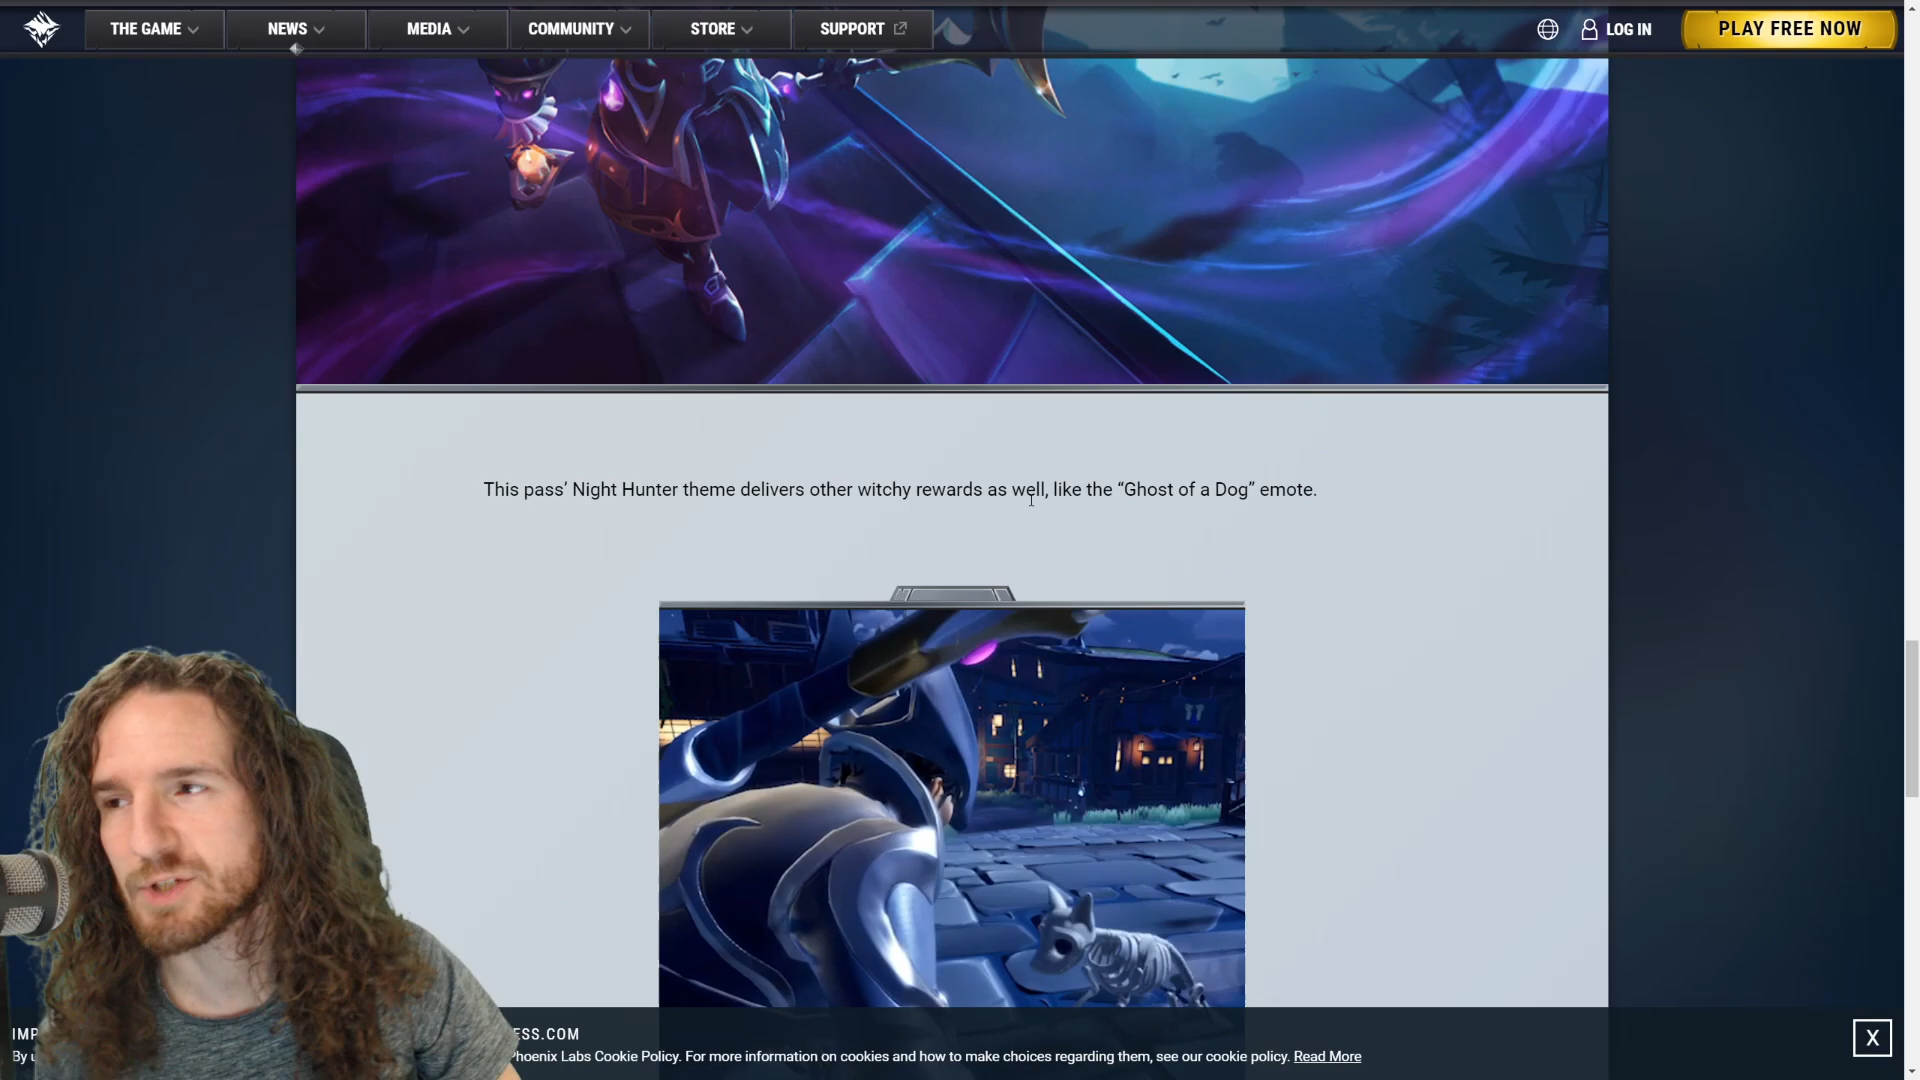 THE GAME NEWS MEDIA COMMUNITY STORE SUPPORT LOG IN PLAY FREE NOW
This pass’ Night Hunter theme delivers other witchy rewards as well, like the “Ghost of a Dog” emote.
IMP ESS.COM
By u Phoenix Labs Cookie Policy. For more information on cookies and how to make choices regarding them, see our cookie policy. Read More
X